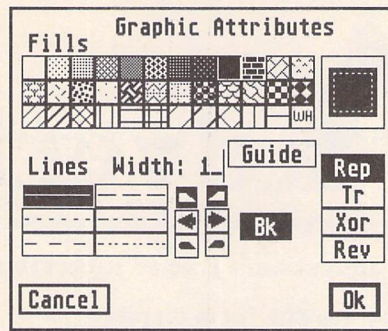 Graphic Attributes
Fills
WH
Lines Width: 1_
Guide
Rep
Tr
Xor
Rev
Bk
Cancel
Ok